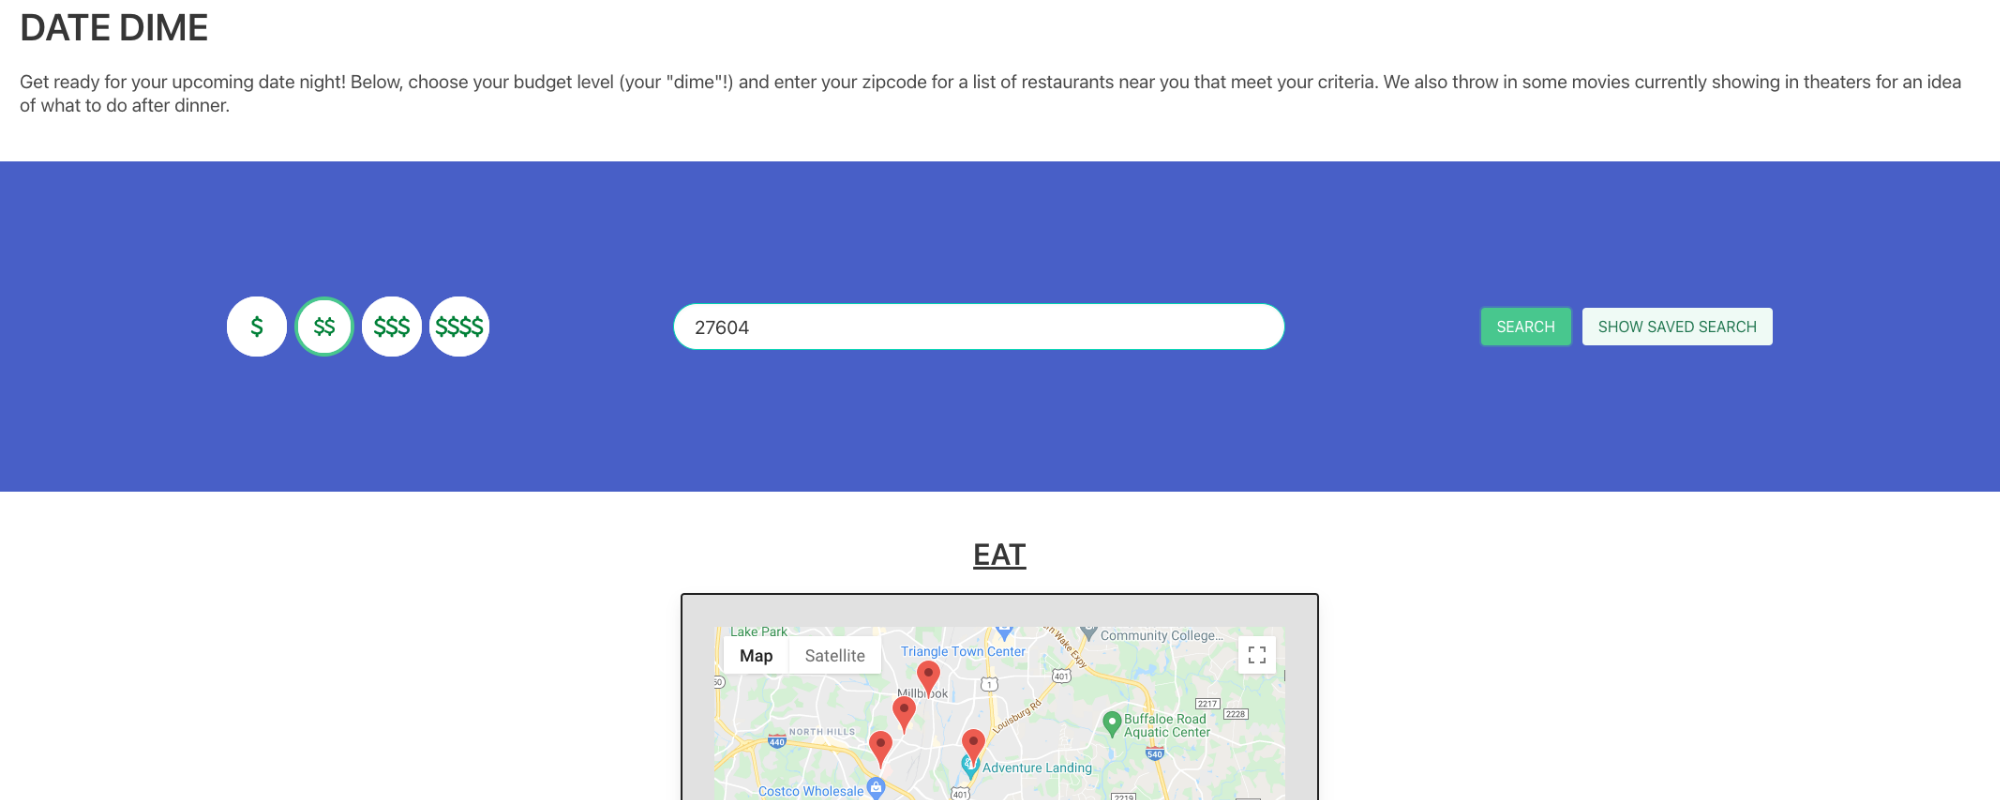 DATE DIME
Get ready for your upcoming date night! Below, choose your budget level (your "dime"!) and enter your zipcode for a list of restaurants near you that meet your criteria. We also throw in some movies currently showing in theaters for an idea
of what to do after dinner.
$ $$ $$$ $$$$
27604
SEARCH SHOW SAVED SEARCH
EAT
Lake Park
Map Satellite
Triangle Town Center
Wake Expy
Community College...
401
1
Millbrook
Louisburg Rd
2217
2228
Buffaloe Road
Aquatic Center
NORTH HILLS
440
540
Adventure Landing
Costco Wholesale
401
2219